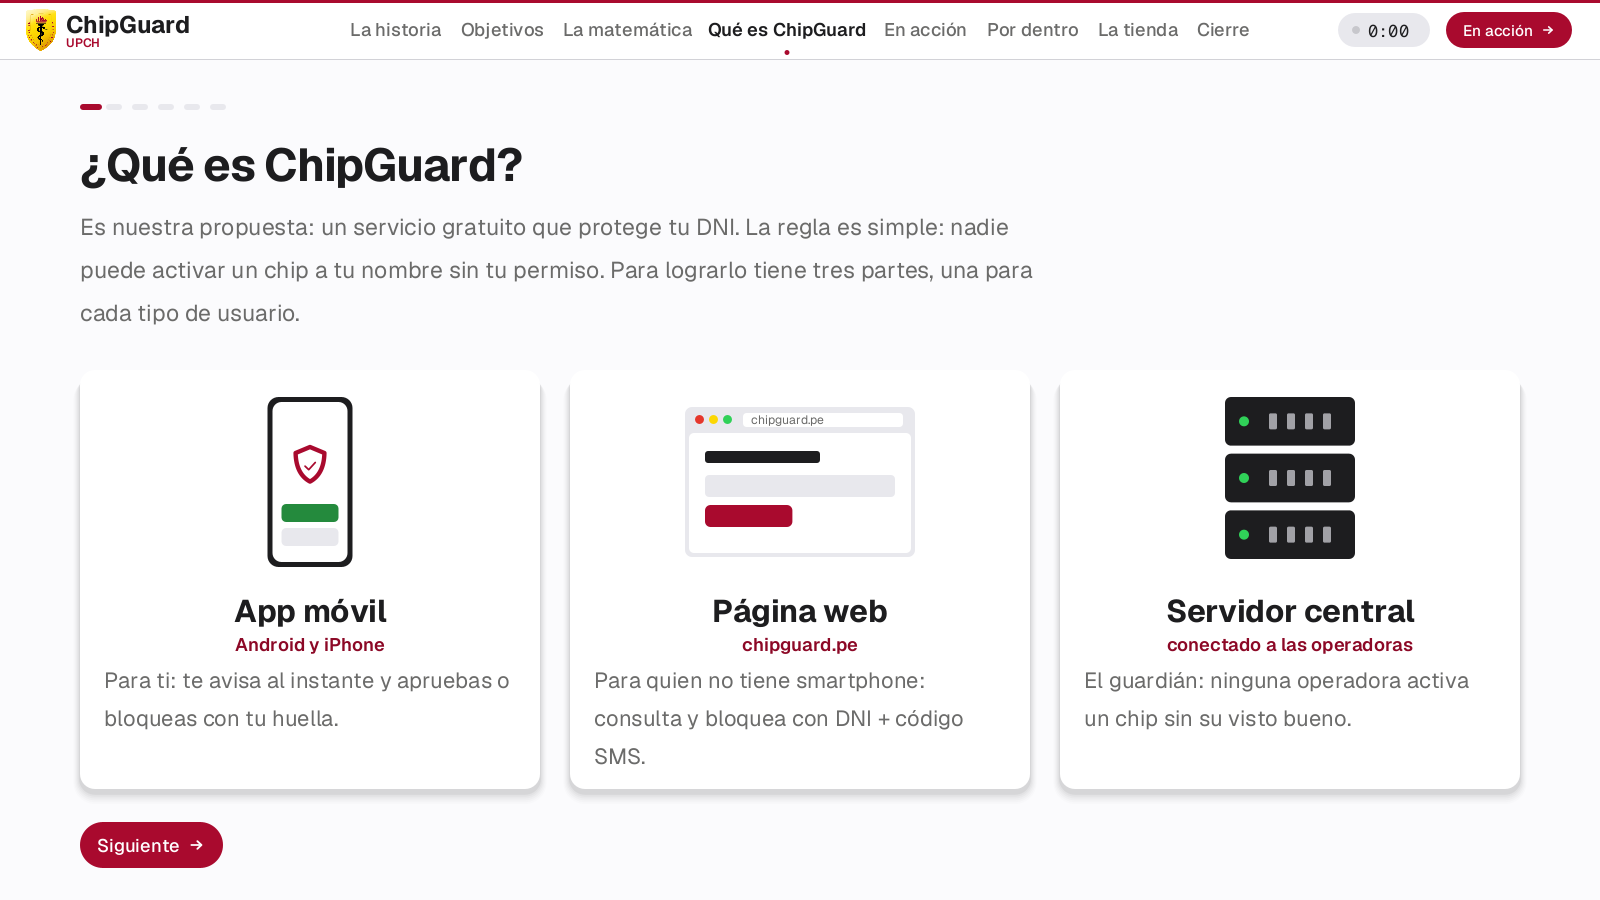 ChipGuard
UPCH
La historia
Objetivos
La matemática
Qué es ChipGuard
En acción
Por dentro
La tienda
Cierre
0:00
En acción →
¿Qué es ChipGuard?
Es nuestra propuesta: un servicio gratuito que protege tu DNI. La regla es simple: nadie
puede activar un chip a tu nombre sin tu permiso. Para lograrlo tiene tres partes, una para
cada tipo de usuario.
App móvil
Android y iPhone
Para ti: te avisa al instante y apruebas o
bloqueas con tu huella.
chipguard.pe
Página web
chipguard.pe
Para quien no tiene smartphone:
consulta y bloquea con DNI + código
SMS.
Servidor central
conectado a las operadoras
El guardián: ninguna operadora activa
un chip sin su visto bueno.
Siguiente →